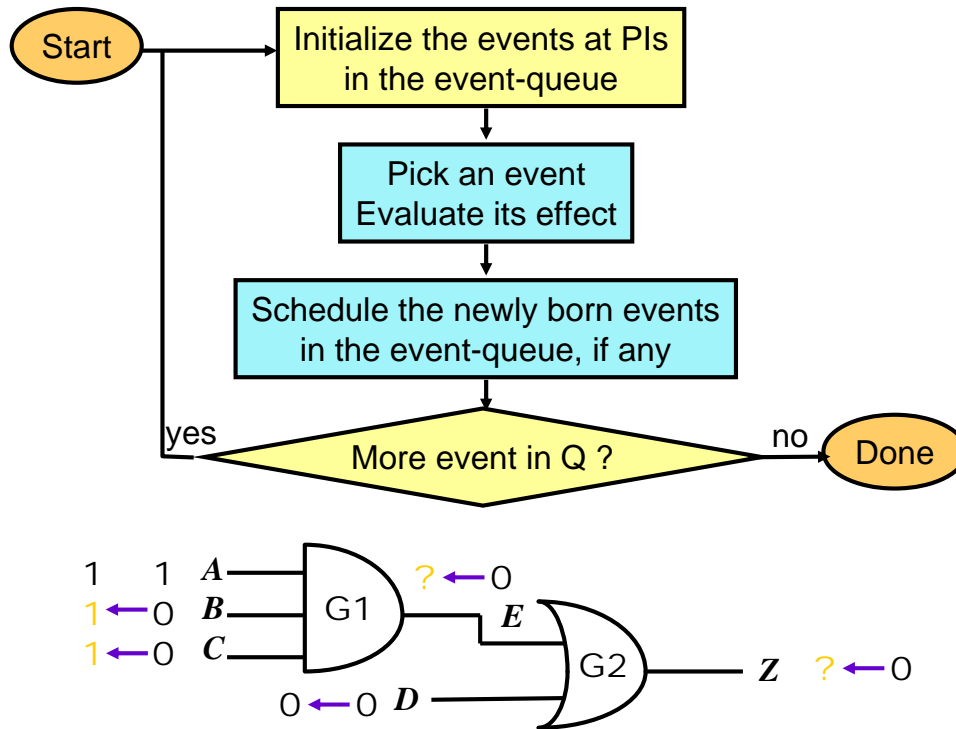 Start
Initialize the events at PIs
in the event-queue
Pick an event
Evaluate its effect
Schedule the newly born events
in the event-queue, if any
yes
More event in Q ?
no
Done
1 1 A
1 0 B
1 0 C
G1
? 0
E
0 0 D
G2
Z ? 0